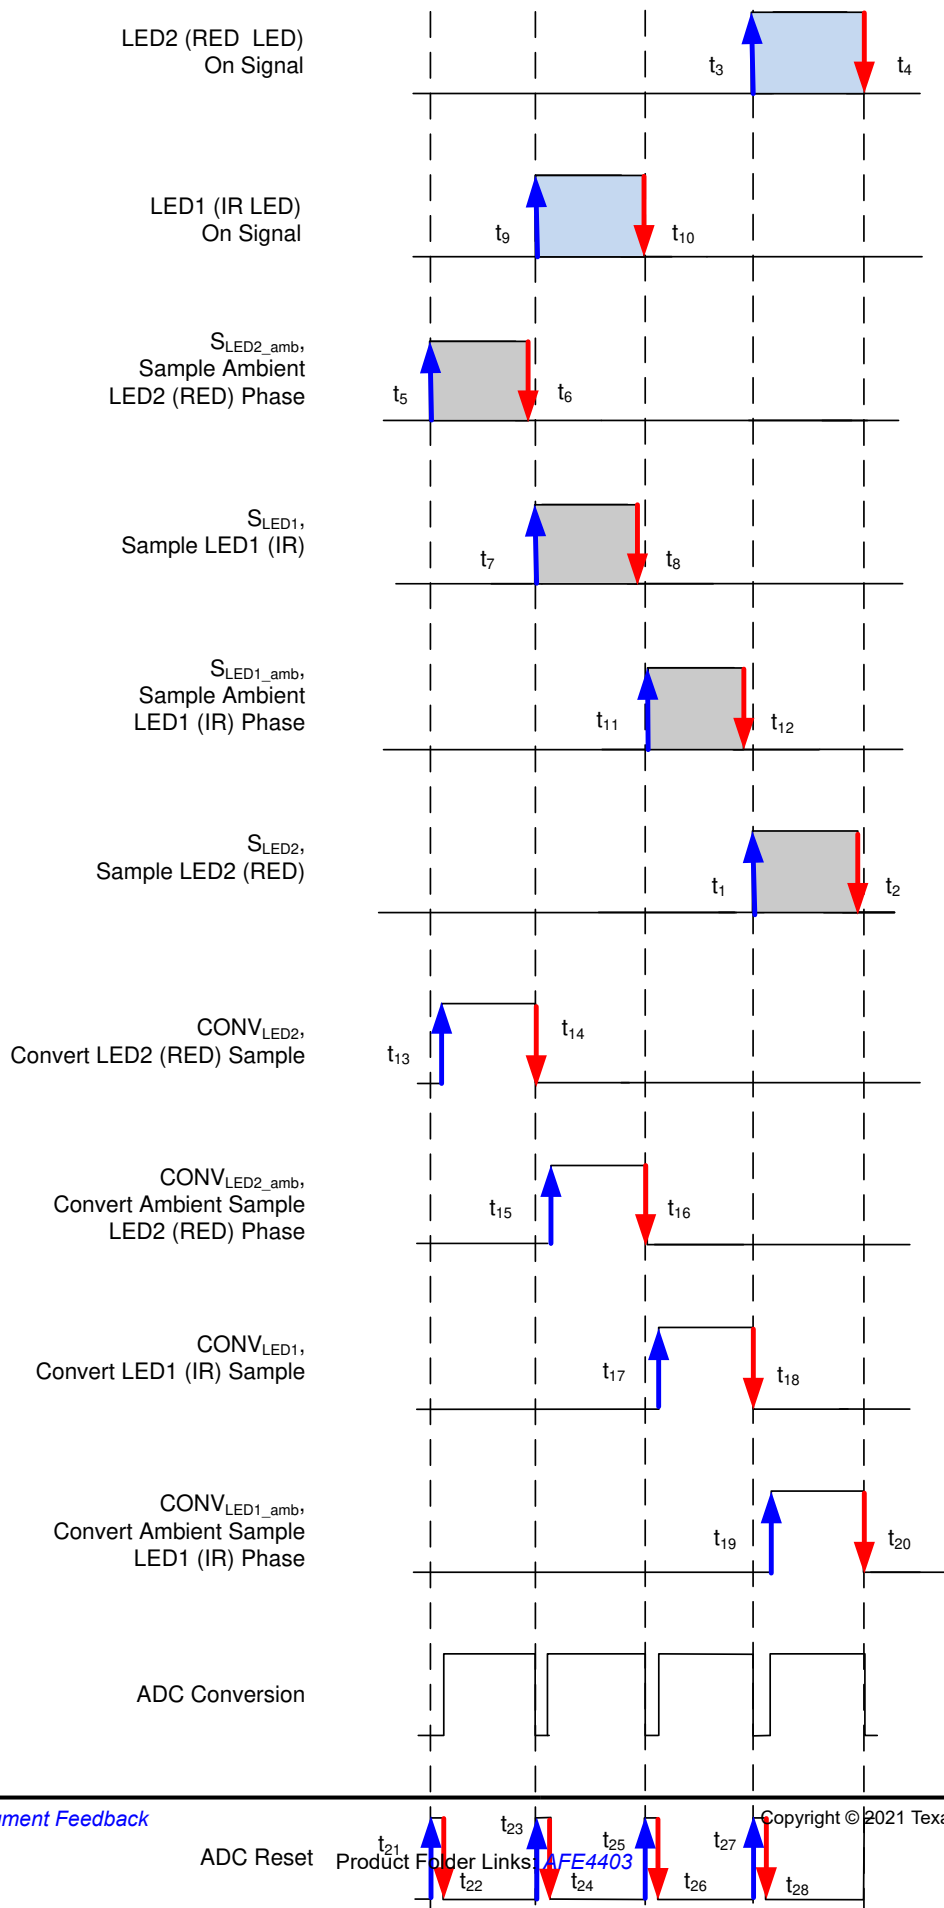 LED2 (RED LED)
On Signal
t3
t4
LED1 (IR LED)
On Signal
t9
t10
SLED2_amb,
Sample Ambient
LED2 (RED) Phase
t5
t6
SLED1,
Sample LED1 (IR)
t7
t8
SLED1_amb,
Sample Ambient
LED1 (IR) Phase
t11
t12
SLED2,
Sample LED2 (RED)
t1
t2
CONVLED2,
Convert LED2 (RED) Sample
t13
t14
CONVLED2_amb,
Convert Ambient Sample
LED2 (RED) Phase
t15
t16
CONVLED1,
Convert LED1 (IR) Sample
t17
t18
CONVLED1_amb,
Convert Ambient Sample
LED1 (IR) Phase
t19
t20
ADC Conversion
ument Feedback
Copyright © 2021 Texa
ADC Reset
t21
t22
t23
t24
t25
t26
t27
t28
Product Folder Links: AFE4403